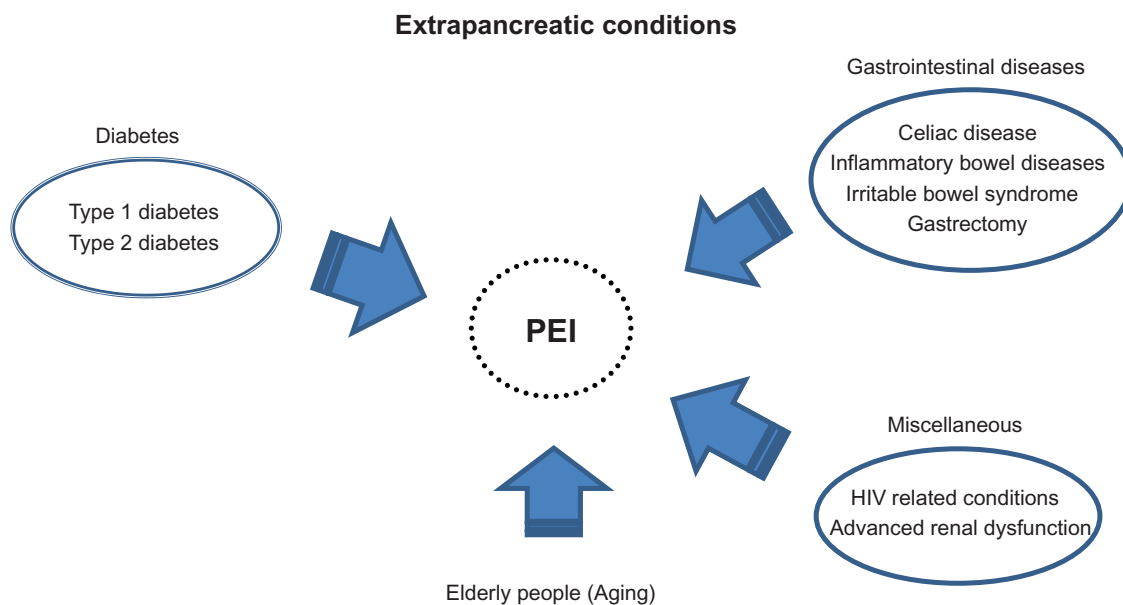 Extrapancreatic conditions
Gastrointestinal diseases
Celiac disease
Inflammatory bowel diseases
Irritable bowel syndrome
Gastrectomy
Diabetes
Type 1 diabetes
Type 2 diabetes
PEI
Miscellaneous
HIV related conditions
Advanced renal dysfunction
Elderly people (Aging)